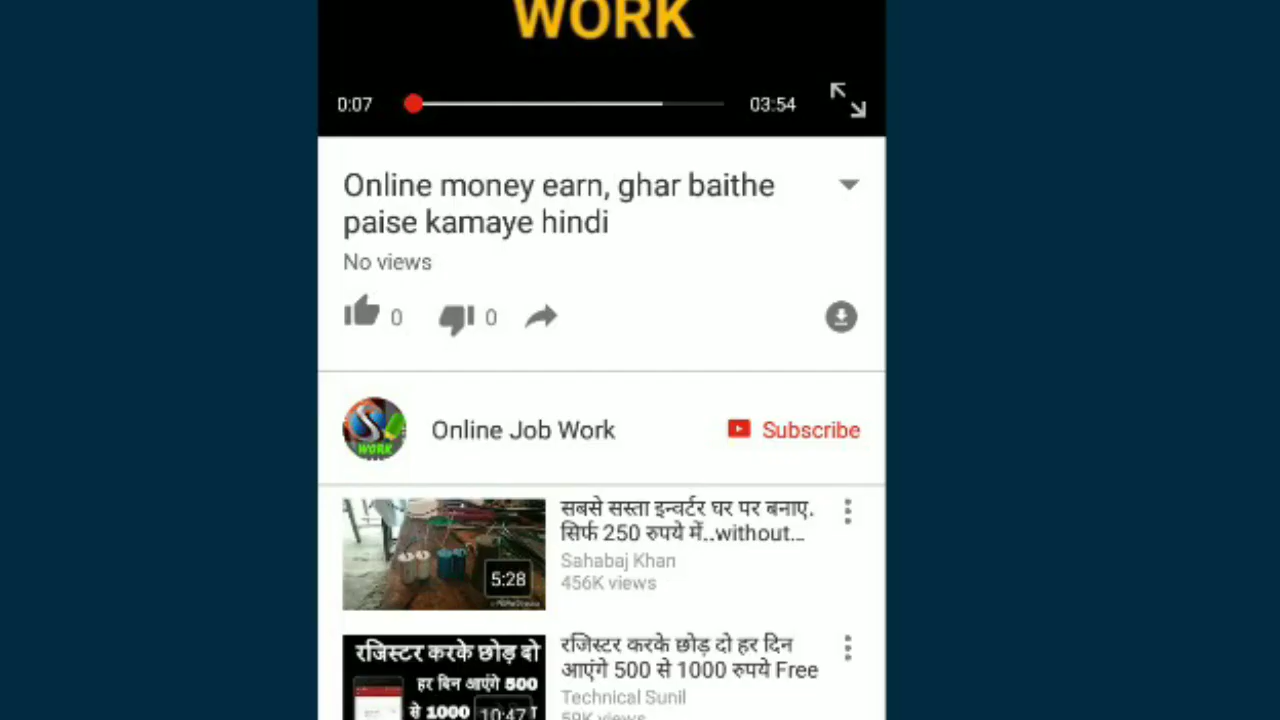 WORK
0:07
03:54
Online money earn, ghar baithe
paise kamaye hindi
No views
0
0
Online Job Work
Subscribe
WORK
सबसे सस्ता इन्वर्टर घर पर बनाए.
सिर्फ 250 रुपये में..without...
Sahabaj Khan
456K views
5:28
रजिस्टर करके छोड़ दो
हर दिन आएंगे 500
से 1000
10:47
रजिस्टर करके छोड़ दो हर दिन
आएंगे 500 से 1000 रुपये Free
Technical Sunil
59K views